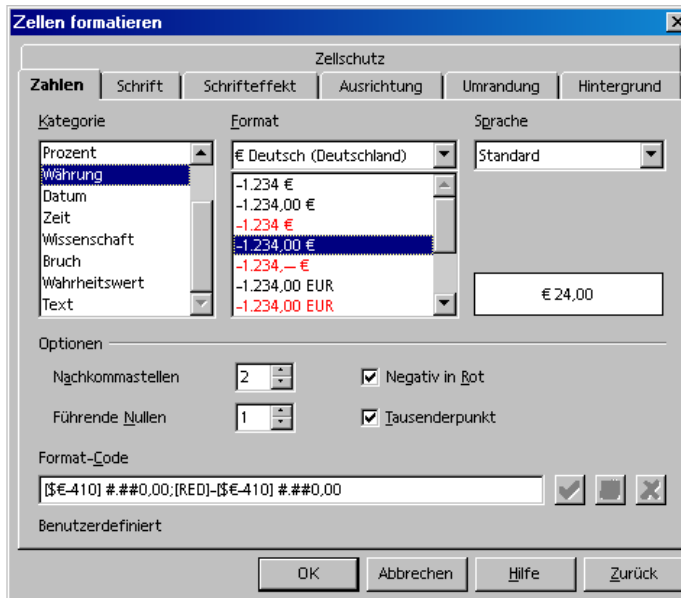 Zellen formatieren
Zellschutz
Zahlen Schrift Schrifteffekt Ausrichtung Umrandung Hintergrund
Kategorie Format Sprache
Prozent
Währung
Datum
Zeit
Wissenschaft
Bruch
Wahrheitswert
Text
€ Deutsch (Deutschland)
-1.234 €
-1.234,00 €
-1.234 €
-1.234,00 €
-1.234,-- €
-1.234,00 EUR
-1.234,00 EUR
Standard
€ 24,00
Optionen
Nachkommastellen 2 Negativ in Rot
Führende Nullen 1 Tausenderpunkt
Format-Code
[$€-410] #.##0,00;[RED]-[$€-410] #.##0,00
Benutzerdefiniert
OK Abbrechen Hilfe Zurück